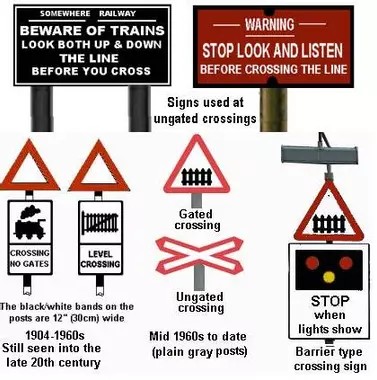 SOMEWHERE RAILWAY
BEWARE OF TRAINS
LOOK BOTH UP & DOWN
THE LINE
BEFORE YOU CROSS
WARNING
STOP LOOK AND LISTEN
BEFORE CROSSING THE LINE
Signs used at
ungated crossings
CROSSING
NO GATES
LEVEL
CROSSING
The black/white bands on the
posts are 12" (30cm) wide
1904-1960s
Still seen into the
late 20th century
Gated
crossing
Ungated
crossing
Mid 1960s to date
(plain gray posts)
STOP
when
lights show
Barrier type
crossing sign